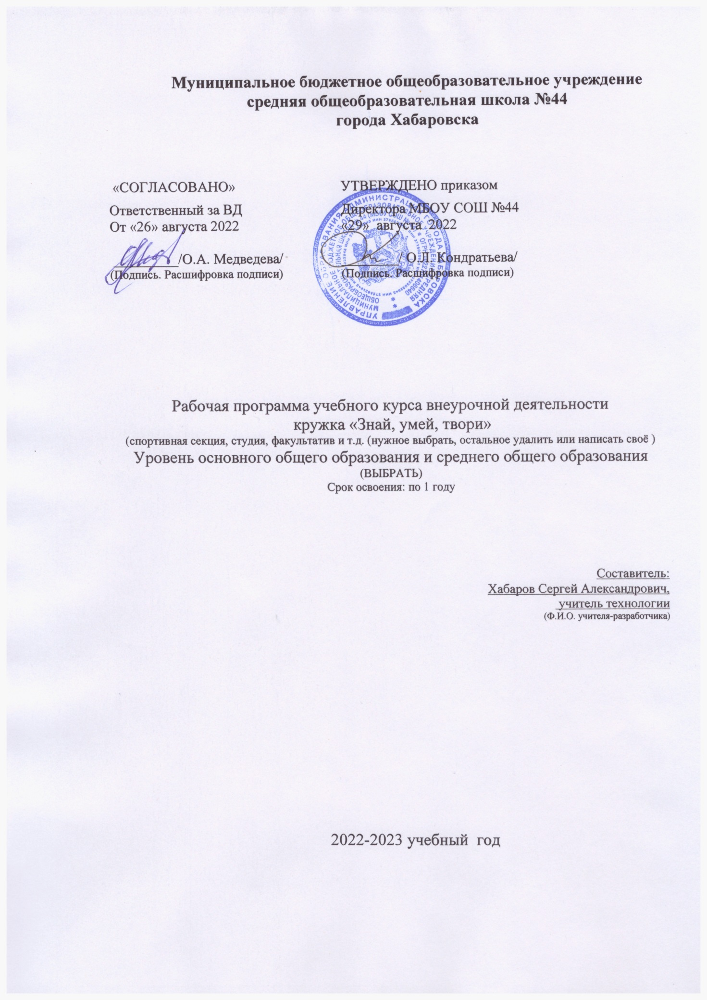 Муниципальное бюджетное общеобразовательное учреждение
средняя общеобразовательная школа №44
города Хабаровска
«СОГЛАСОВАНО»
Ответственный за ВД
От «26» августа 2022
/О.А. Медведева/
(Подпись. Расшифровка подписи)
УТВЕРЖДЕНО приказом
Директора МБОУ СОШ №44
«29» августа 2022
/ О.Л. Кондратьева/
(Подпись. Расшифровка подписи)
Рабочая программа учебного курса внеурочной деятельности
кружка «Знай, умей, твори»
(спортивная секция, студия, факультатив и т.д. (нужное выбрать, остальное удалить или написать своё )
Уровень основного общего образования и среднего общего образования
(ВЫБРАТЬ)
Срок освоения: по 1 году
Составитель:
Хабаров Сергей Александрович,
учитель технологии
(Ф.И.О. учителя-разработчика)
2022-2023 учебный год